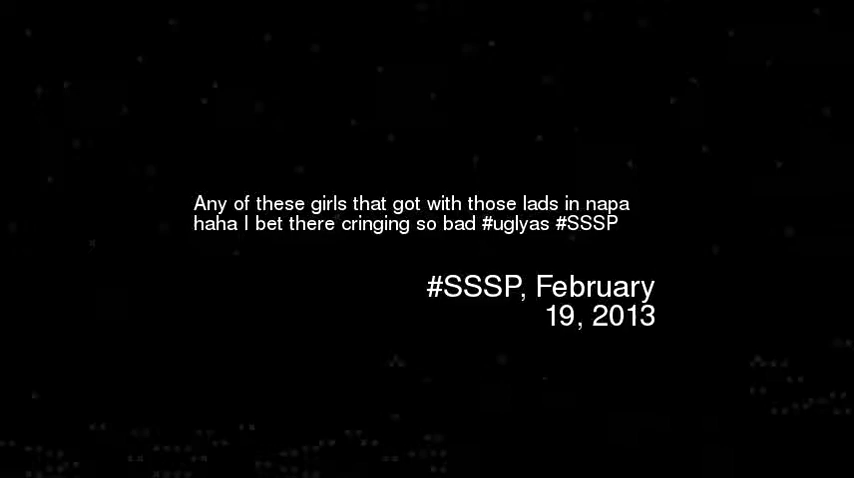 Any of these girls that got with those lads in napa
haha I bet there cringing so bad #uglyas #SSSP
#SSSP, February
19, 2013